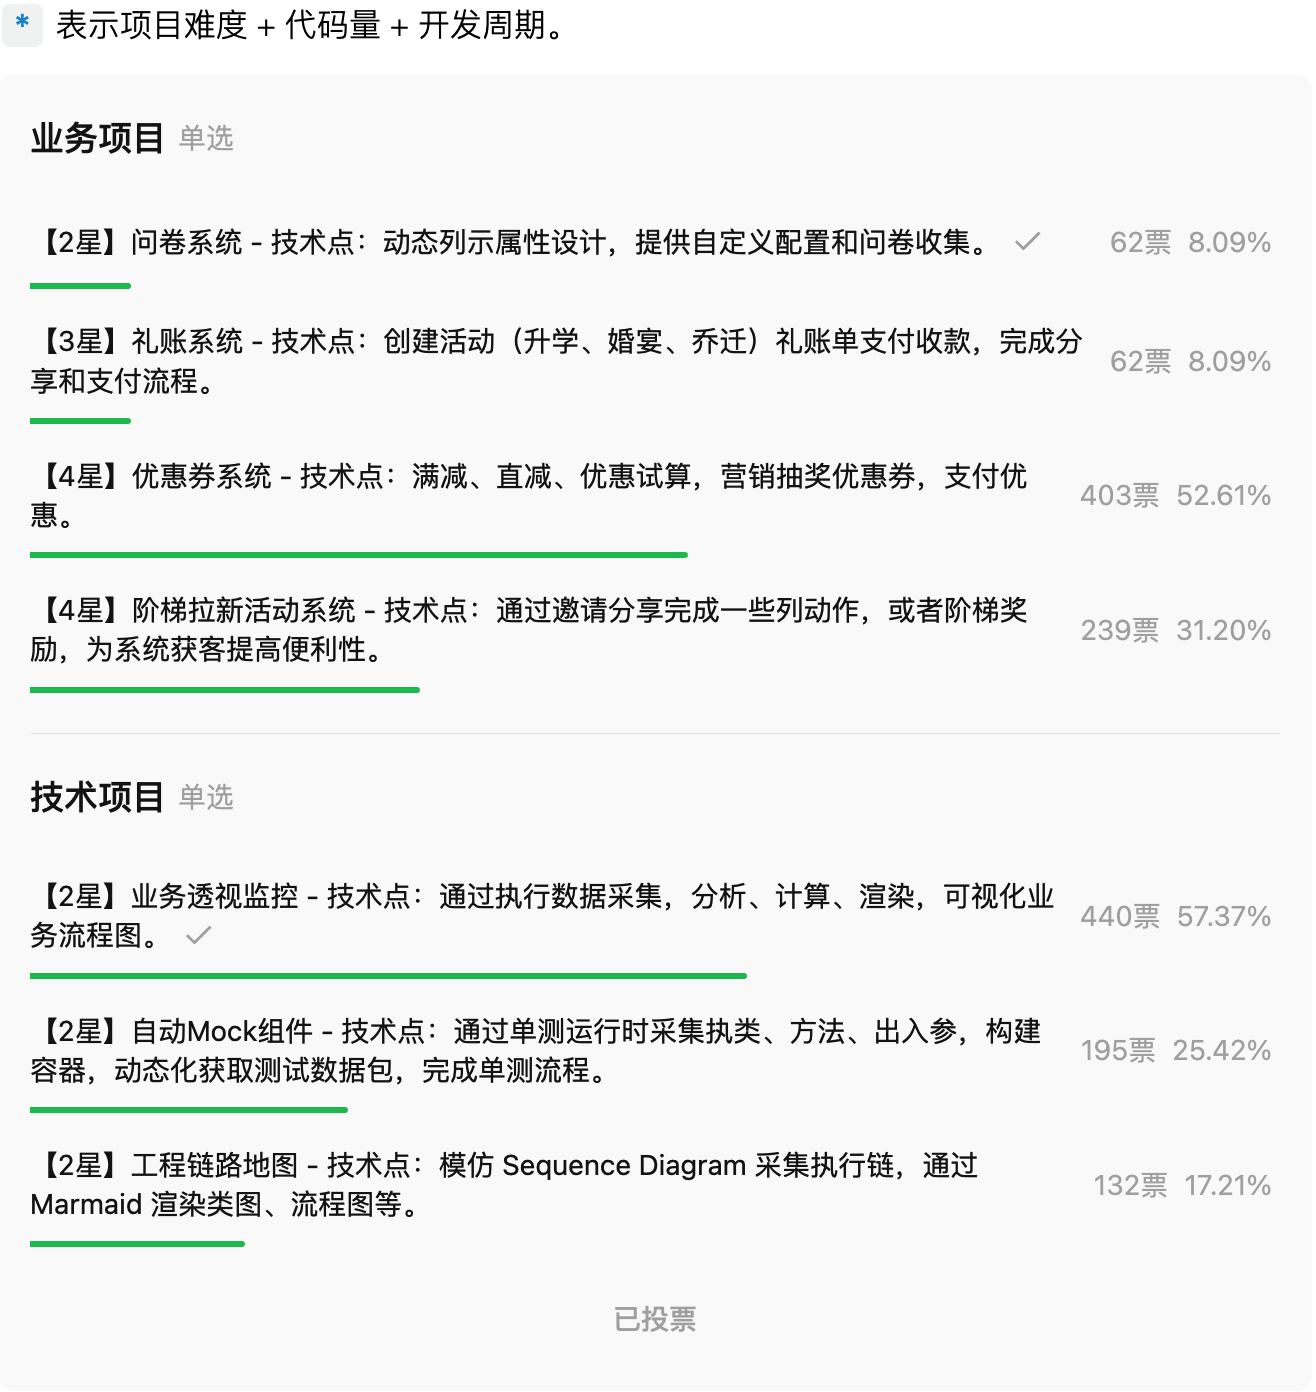 * 表示项目难度 + 代码量 + 开发周期。
业务项目 单选
【2星】问卷系统 - 技术点：动态列示属性设计，提供自定义配置和问卷收集。 ✓ 62票 8.09%
【3星】礼账系统 - 技术点：创建活动（升学、婚宴、乔迁）礼账单支付收款，完成分
享和支付流程。
62票 8.09%
【4星】优惠券系统 - 技术点：满减、直减、优惠试算，营销抽奖优惠券，支付优
惠。
403票 52.61%
【4星】阶梯拉新活动系统 - 技术点：通过邀请分享完成一些列动作，或者阶梯奖
励，为系统获客提高便利性。
239票 31.20%
技术项目 单选
【2星】业务透视监控 - 技术点：通过执行数据采集，分析、计算、渲染，可视化业
务流程图。 ✓
440票 57.37%
【2星】自动Mock组件 - 技术点：通过单测运行时采集执类、方法、出入参，构建
容器，动态化获取测试数据包，完成单测流程。
195票 25.42%
【2星】工程链路地图 - 技术点：模仿 Sequence Diagram 采集执行链，通过
Marmaid 渲染类图、流程图等。
132票 17.21%
已投票